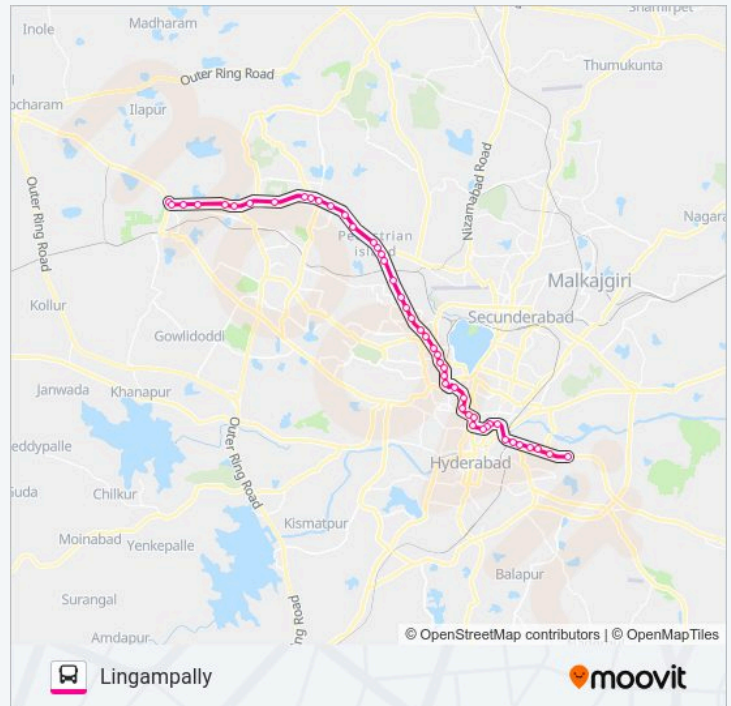 Madharam
Shamirpet
Inole
Thumukunta
Outer Ring Road
ocharam
Ilapur
Nizamabad Road
Outer Ring Road
Nagara
Pedestrian
island
Malkajgiri
Kollur
Secunderabad
Gowlidoddi
Janwada
Khanapur
eddypalle
Outer Ring Road
Hyderabad
Guda
Chilkur
Kismatpur
Moinabad
Yenkepalle
Balapur
Surangal
ng Road
Amdapur
© OpenStreetMap contributors | © OpenMapTiles
Lingampally
moovit